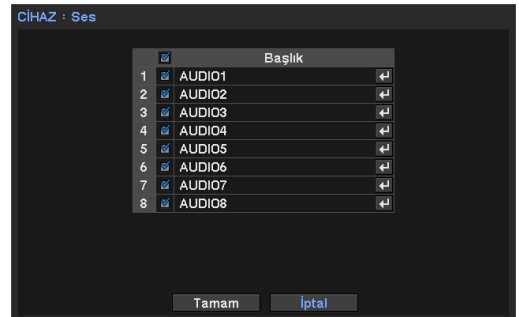 CİHAZ : Ses
Başlık
1 AUDIO1
2 AUDIO2
3 AUDIO3
4 AUDIO4
5 AUDIO5
6 AUDIO6
7 AUDIO7
8 AUDIO8
Tamam İptal